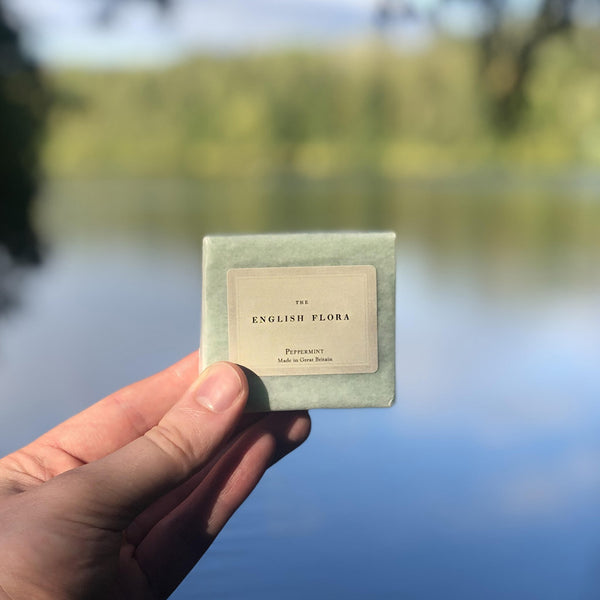 THE
ENGLISH FLORA
PEPPERMINT
Made in Great Britain